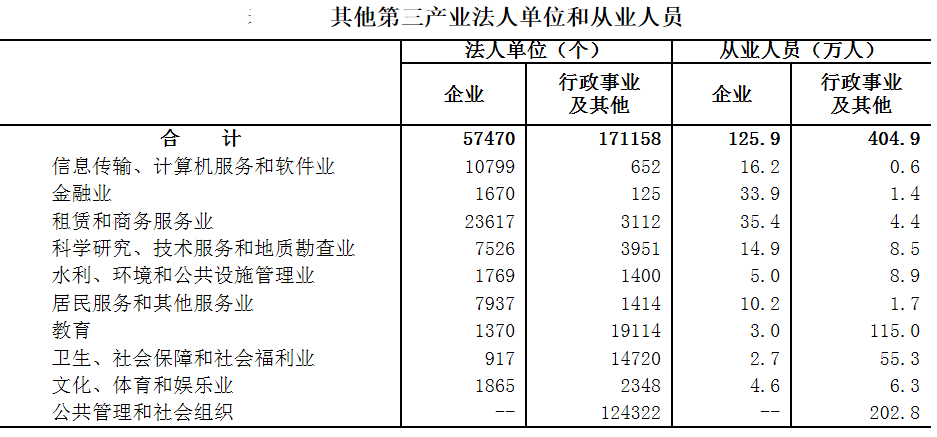 其他第三产业法人单位和从业人员
法人单位（个） 从业人员（万人）
企业 行政事业及其他 企业 行政事业及其他
合 计 57470 171158 125.9 404.9
信息传输、计算机服务和软件业 10799 652 16.2 0.6
金融业 1670 125 33.9 1.4
租赁和商务服务业 23617 3112 35.4 4.4
科学研究、技术服务和地质勘查业 7526 3951 14.9 8.5
水利、环境和公共设施管理业 1769 1400 5.0 8.9
居民服务和其他服务业 7937 1414 10.2 1.7
教育 1370 19114 3.0 115.0
卫生、社会保障和社会福利业 917 14720 2.7 55.3
文化、体育和娱乐业 1865 2348 4.6 6.3
公共管理和社会组织 -- 124322 -- 202.8